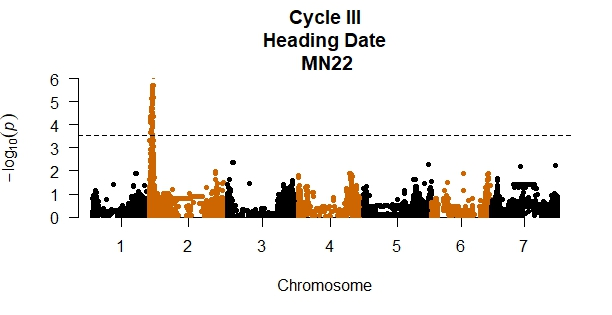 Cycle III
Heading Date
MN22
6
5
4
3
2
1
0
−log10(p)
1 2 3 4 5 6 7
Chromosome